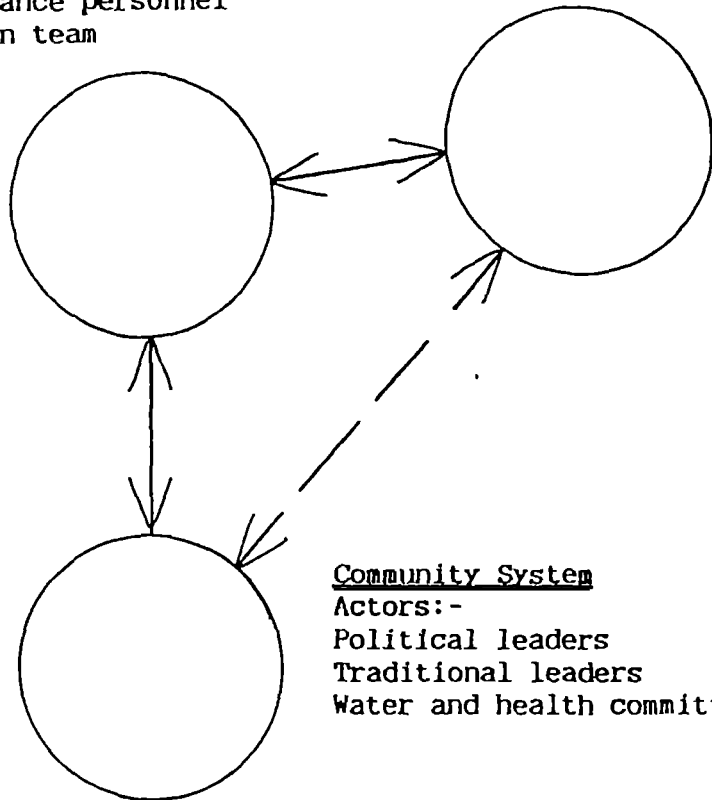 ance personnel
n team
Community System
Actors:-
Political leaders
Traditional leaders
Water and health commit